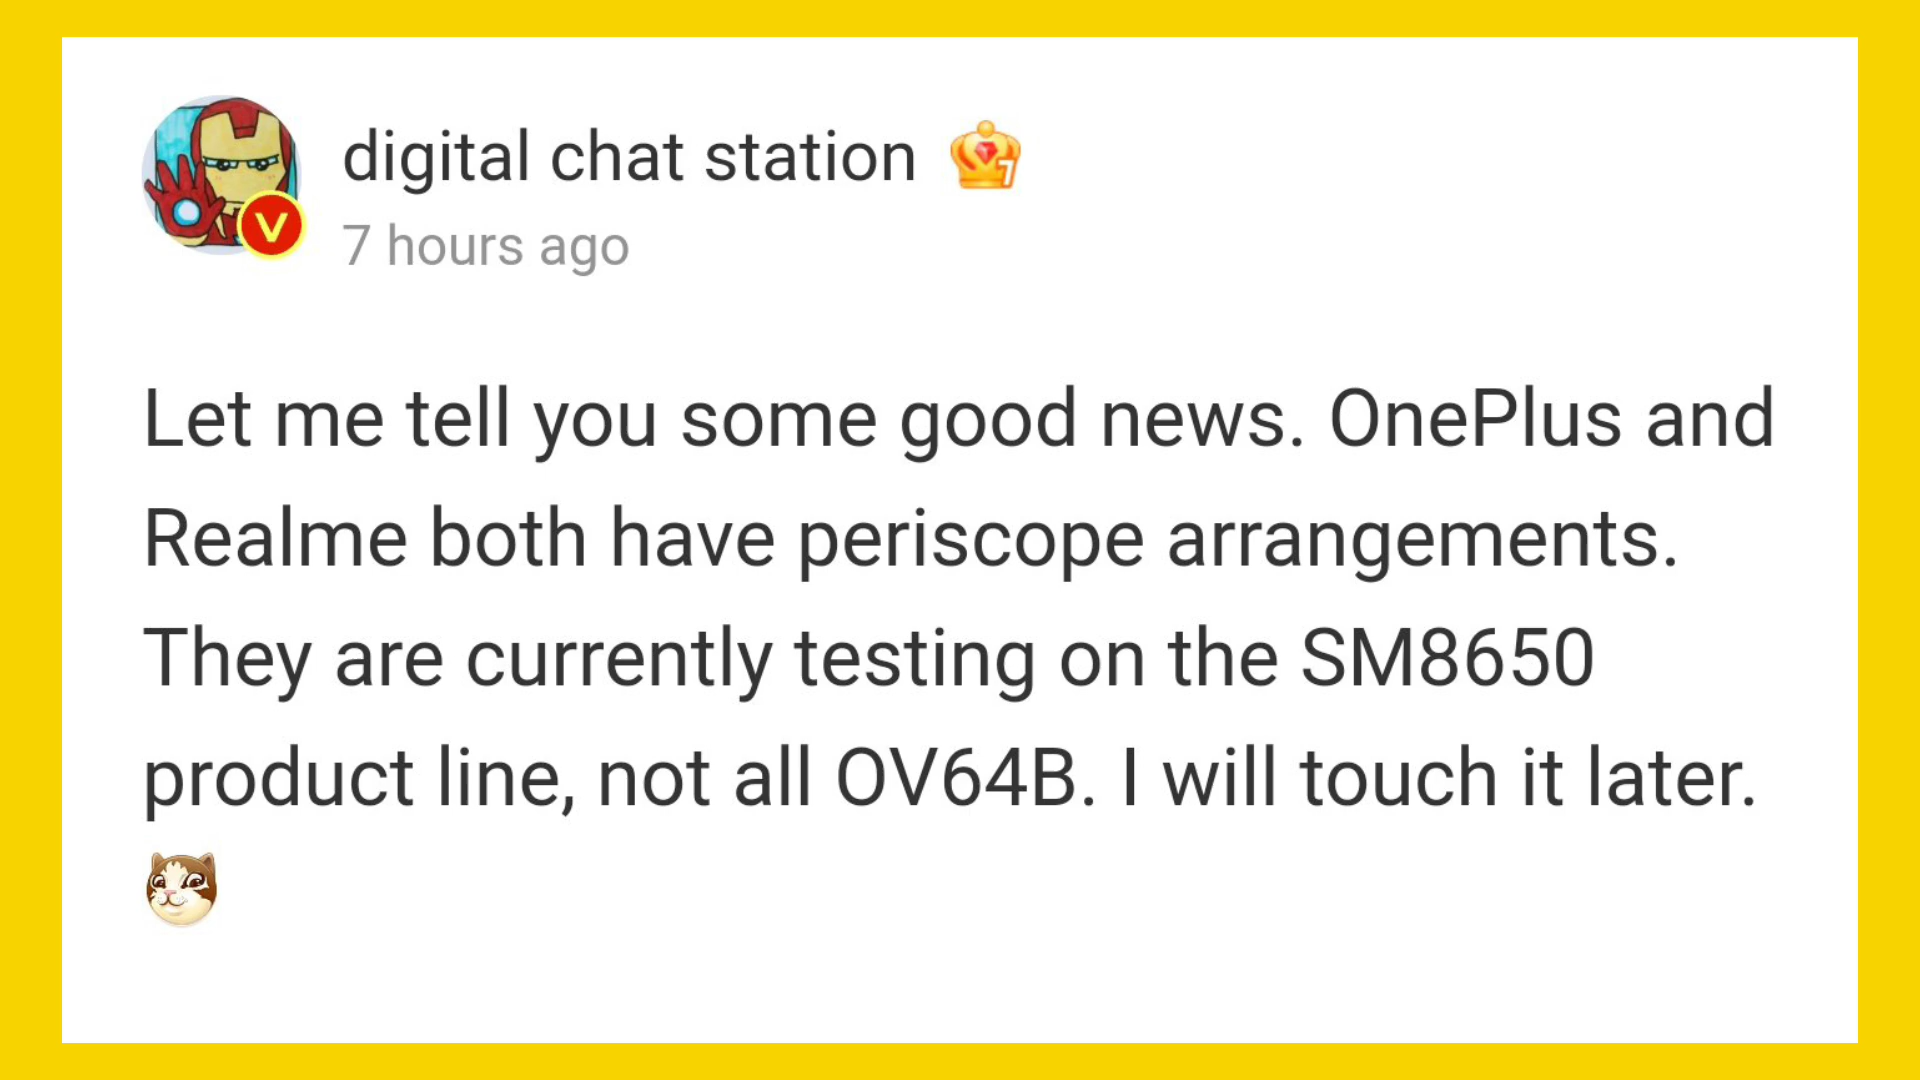 digital chat station
7
V
7 hours ago
Let me tell you some good news. OnePlus and
Realme both have periscope arrangements.
They are currently testing on the SM8650
product line, not all OV64B. I will touch it later.